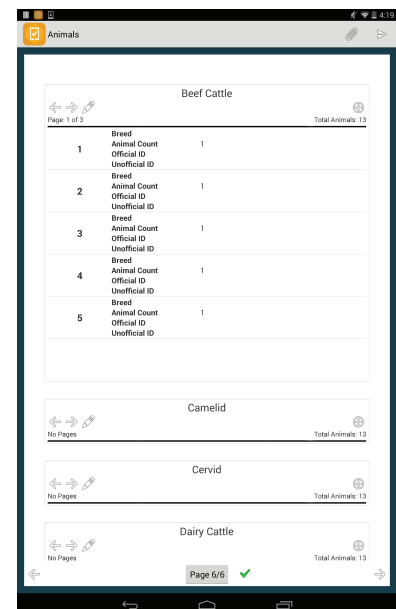 4:19
Animals
Beef Cattle
Page: 1 of 3 Total Animals: 13
1
Breed
Animal Count 1
Official ID
Unofficial ID
2
Breed
Animal Count 1
Official ID
Unofficial ID
3
Breed
Animal Count 1
Official ID
Unofficial ID
4
Breed
Animal Count 1
Official ID
Unofficial ID
5
Breed
Animal Count 1
Official ID
Unofficial ID
Camelid
No Pages Total Animals: 13
Cervid
No Pages Total Animals: 13
Dairy Cattle
No Pages Total Animals: 13
Page 6/6